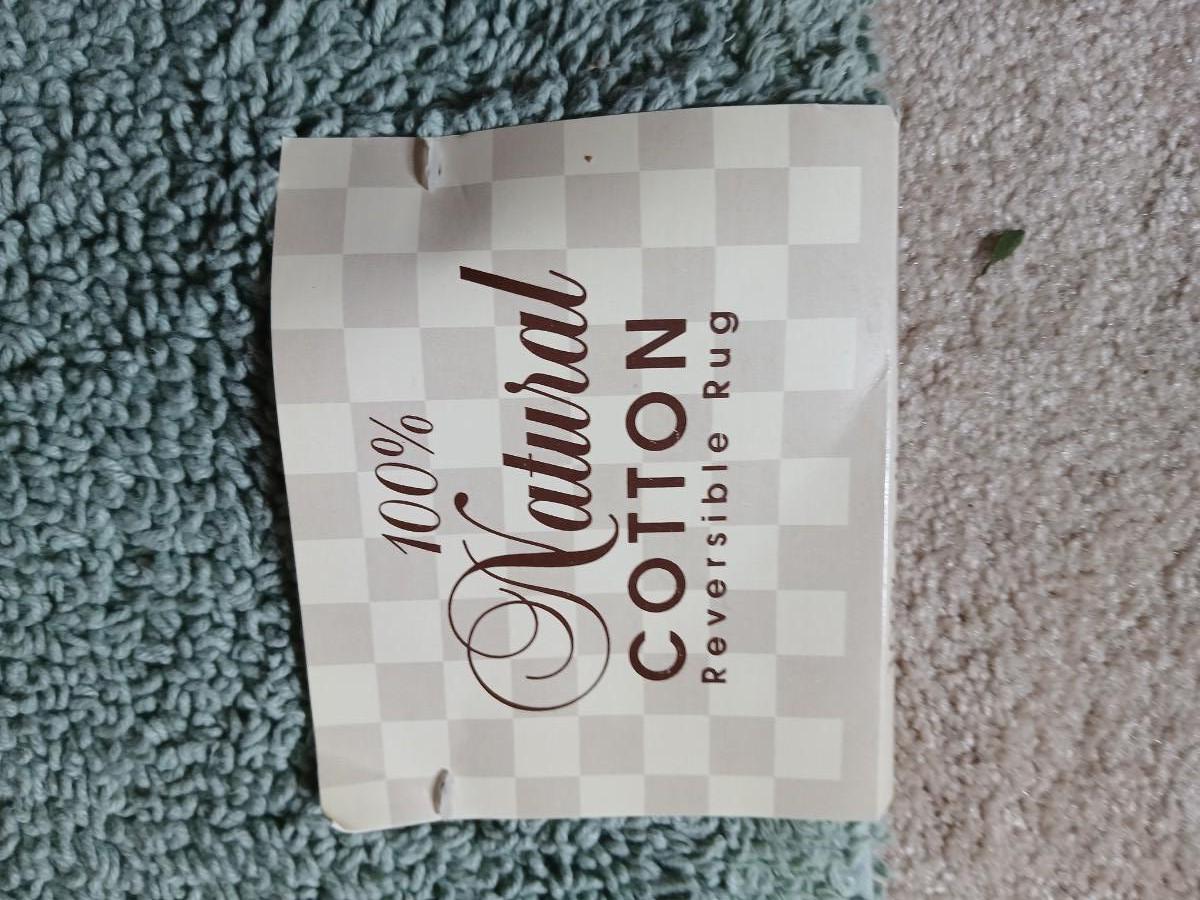 100%
Natural
COTTON
Reversible Rug